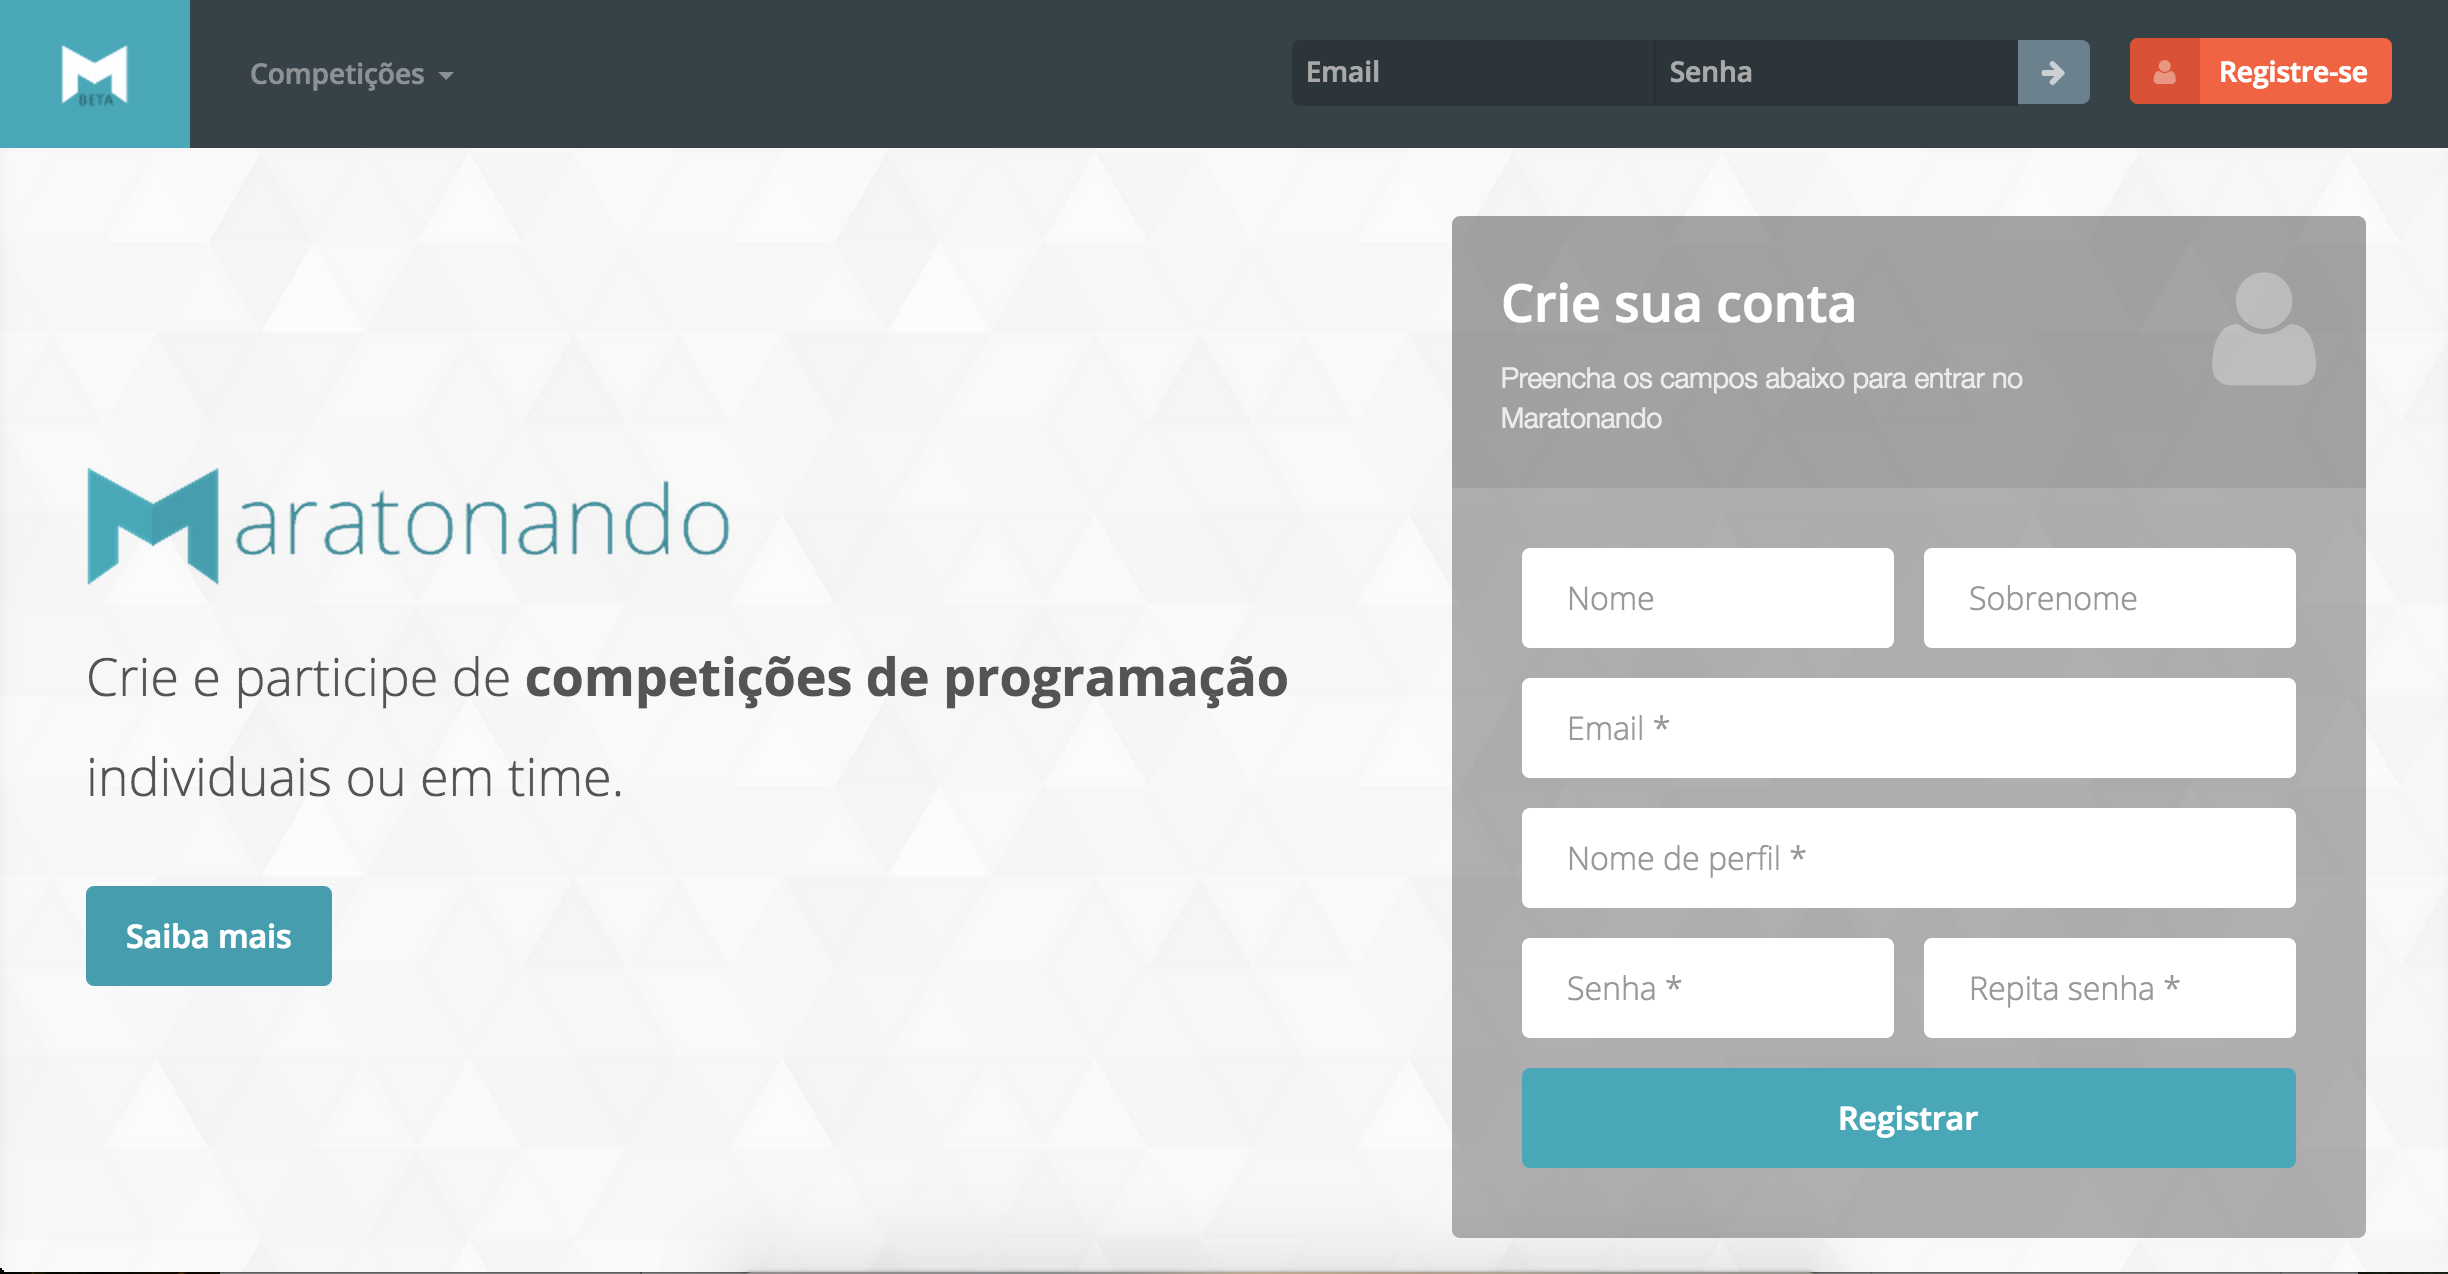 BETA
Competições
Email
Senha
Registre-se
Maratonando
Crie e participe de competições de programação
individuais ou em time.
Saiba mais
Crie sua conta
Preencha os campos abaixo para entrar no
Maratonando
Nome
Sobrenome
Email *
Nome de perfil *
Senha *
Repita senha *
Registrar